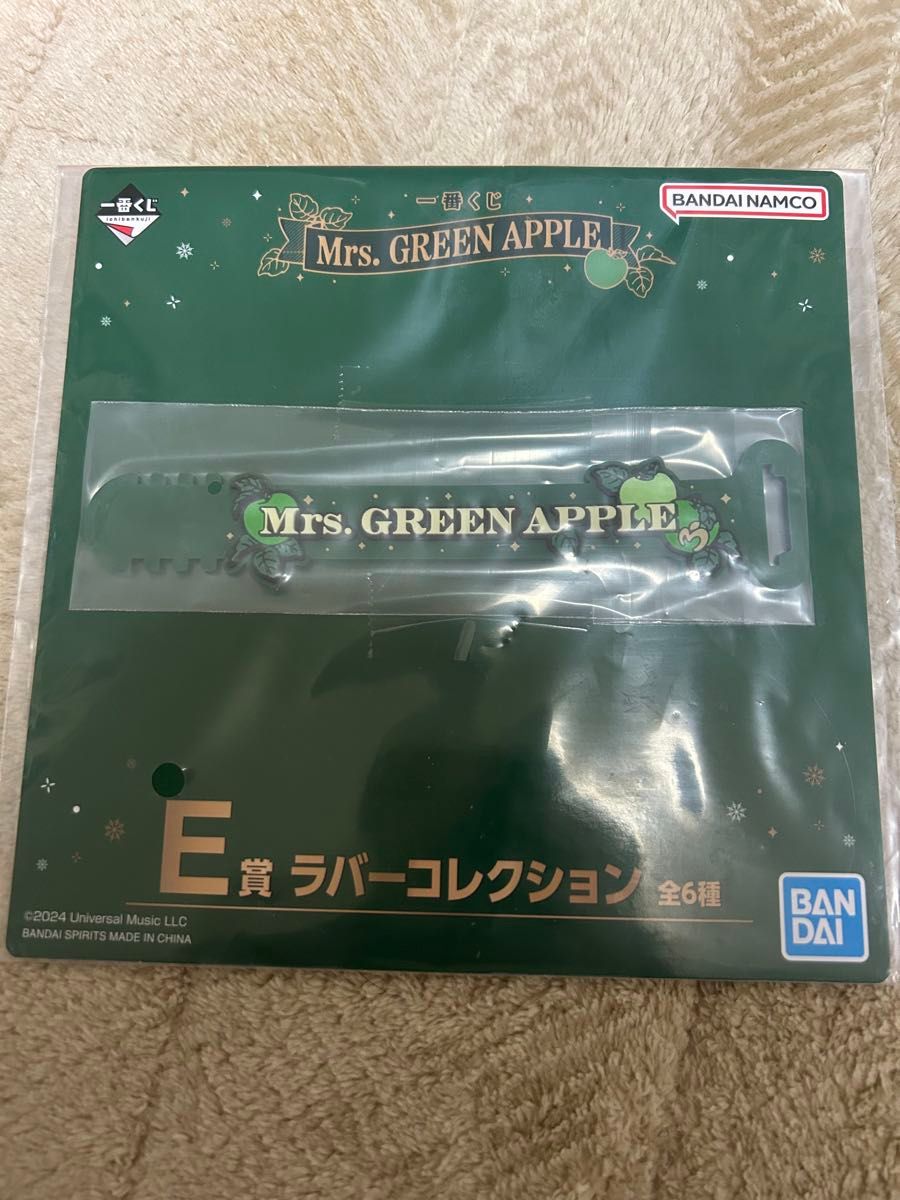 一番くじ
ichibankuji
一番くじ
Mrs. GREEN APPLE
BANDAI NAMCO
Mrs. GREEN APPLE
E賞 ラバーコレクション 全6種
©2024 Universal Music LLC
BANDAI SPIRITS MADE IN CHINA
BAN
DAI